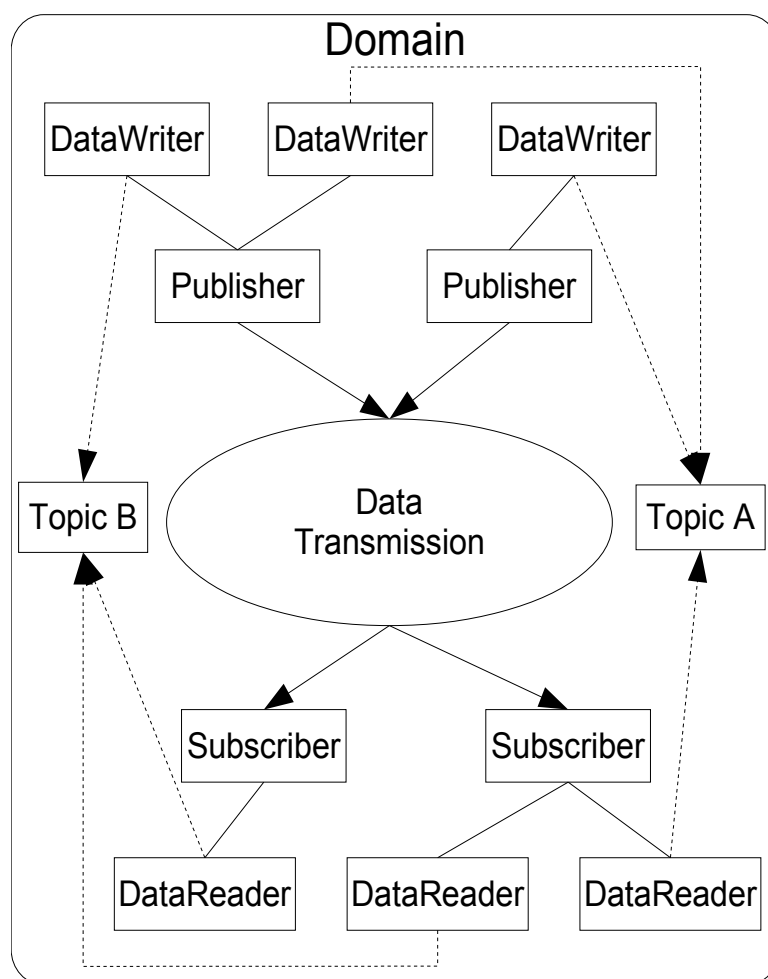 Domain
DataWriter
DataWriter
DataWriter
Publisher
Publisher
Topic B
Data
Transmission
Topic A
Subscriber
Subscriber
DataReader
DataReader
DataReader